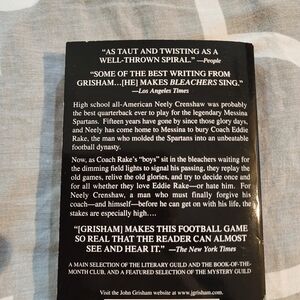 “AS TAUT AND TWISTING AS A
WELL-THROWN SPIRAL.” —People
“SOME OF THE BEST WRITING FROM
GRISHAM…[HE] MAKES BLEACHERS SING.”
—Los Angeles Times
High school all-American Neely Crenshaw was probably
the best quarterback ever to play for the legendary Messina
Spartans. Fifteen years have gone by since those glory days,
and Neely has come home to Messina to bury Coach Eddie
Rake, the man who molded the Spartans into an unbeatable
football dynasty.
Now, as Coach Rake’s “boys” sit in the bleachers waiting for
the dimming field lights to signal his passing, they replay the
old games, relive the old glories, and try to decide once and
for all whether they love Eddie Rake—or hate him. For
Neely Crenshaw, a man who must finally forgive his
coach—and himself—before he can get on with his life, the
stakes are especially high….
“[GRISHAM] MAKES THIS FOOTBALL GAME
SO REAL THAT THE READER CAN ALMOST
SEE AND HEAR IT.” —The New York Times
A MAIN SELECTION OF THE LITERARY GUILD AND THE BOOK-OF-THE-
MONTH CLUB, AND A FEATURED SELECTION OF THE MYSTERY GUILD
Visit the John Grisham website at www.jgrisham.com